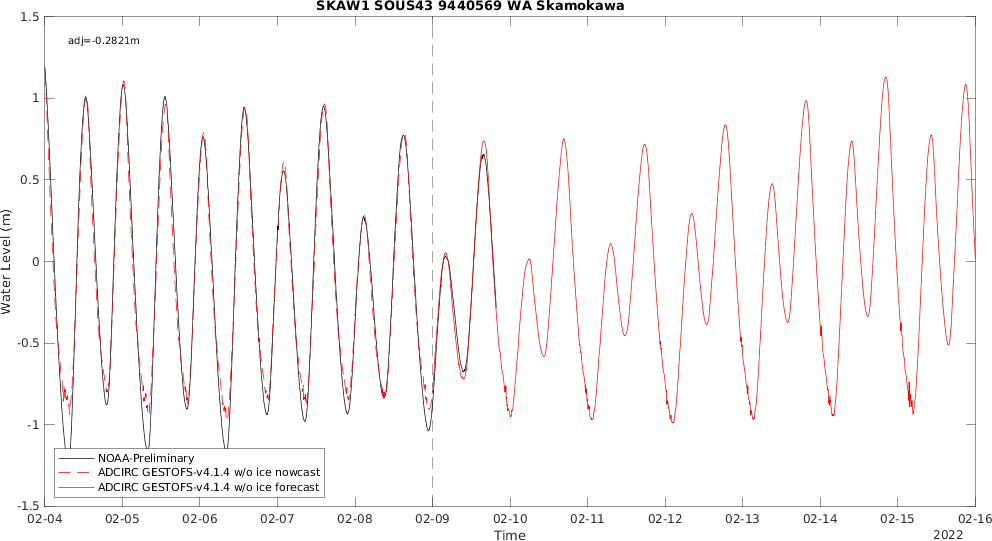 SKAW1 SOUS43 9440569 WA Skamokawa
adj=-0.2821m
1.5
1
0.5
0
-0.5
-1
-1.5
Water Level (m)
NOAA-Preliminary
ADCIRC GESTOFS-v4.1.4 w/o ice nowcast
ADCIRC GESTOFS-v4.1.4 w/o ice forecast
02-04 02-05 02-06 02-07 02-08 02-09 02-10 02-11 02-12 02-13 02-14 02-15 02-16
Time
2022